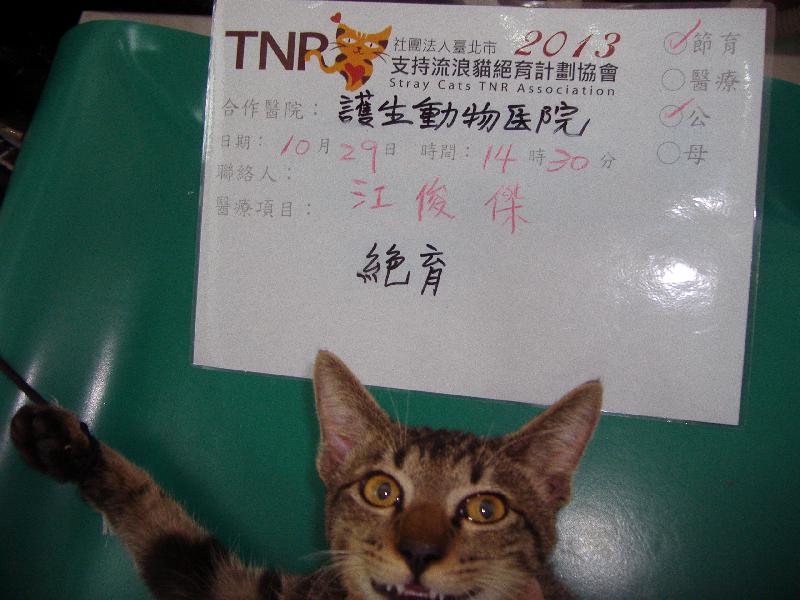 TNR 社團法人臺北市 2013
支持流浪貓絕育計劃協會
Stray Cats TNR Association
節育
醫療
公
母
合作醫院：護生動物医院
日期：10月29日 時間：14時30分
聯絡人：江俊傑
醫療項目：
絕育